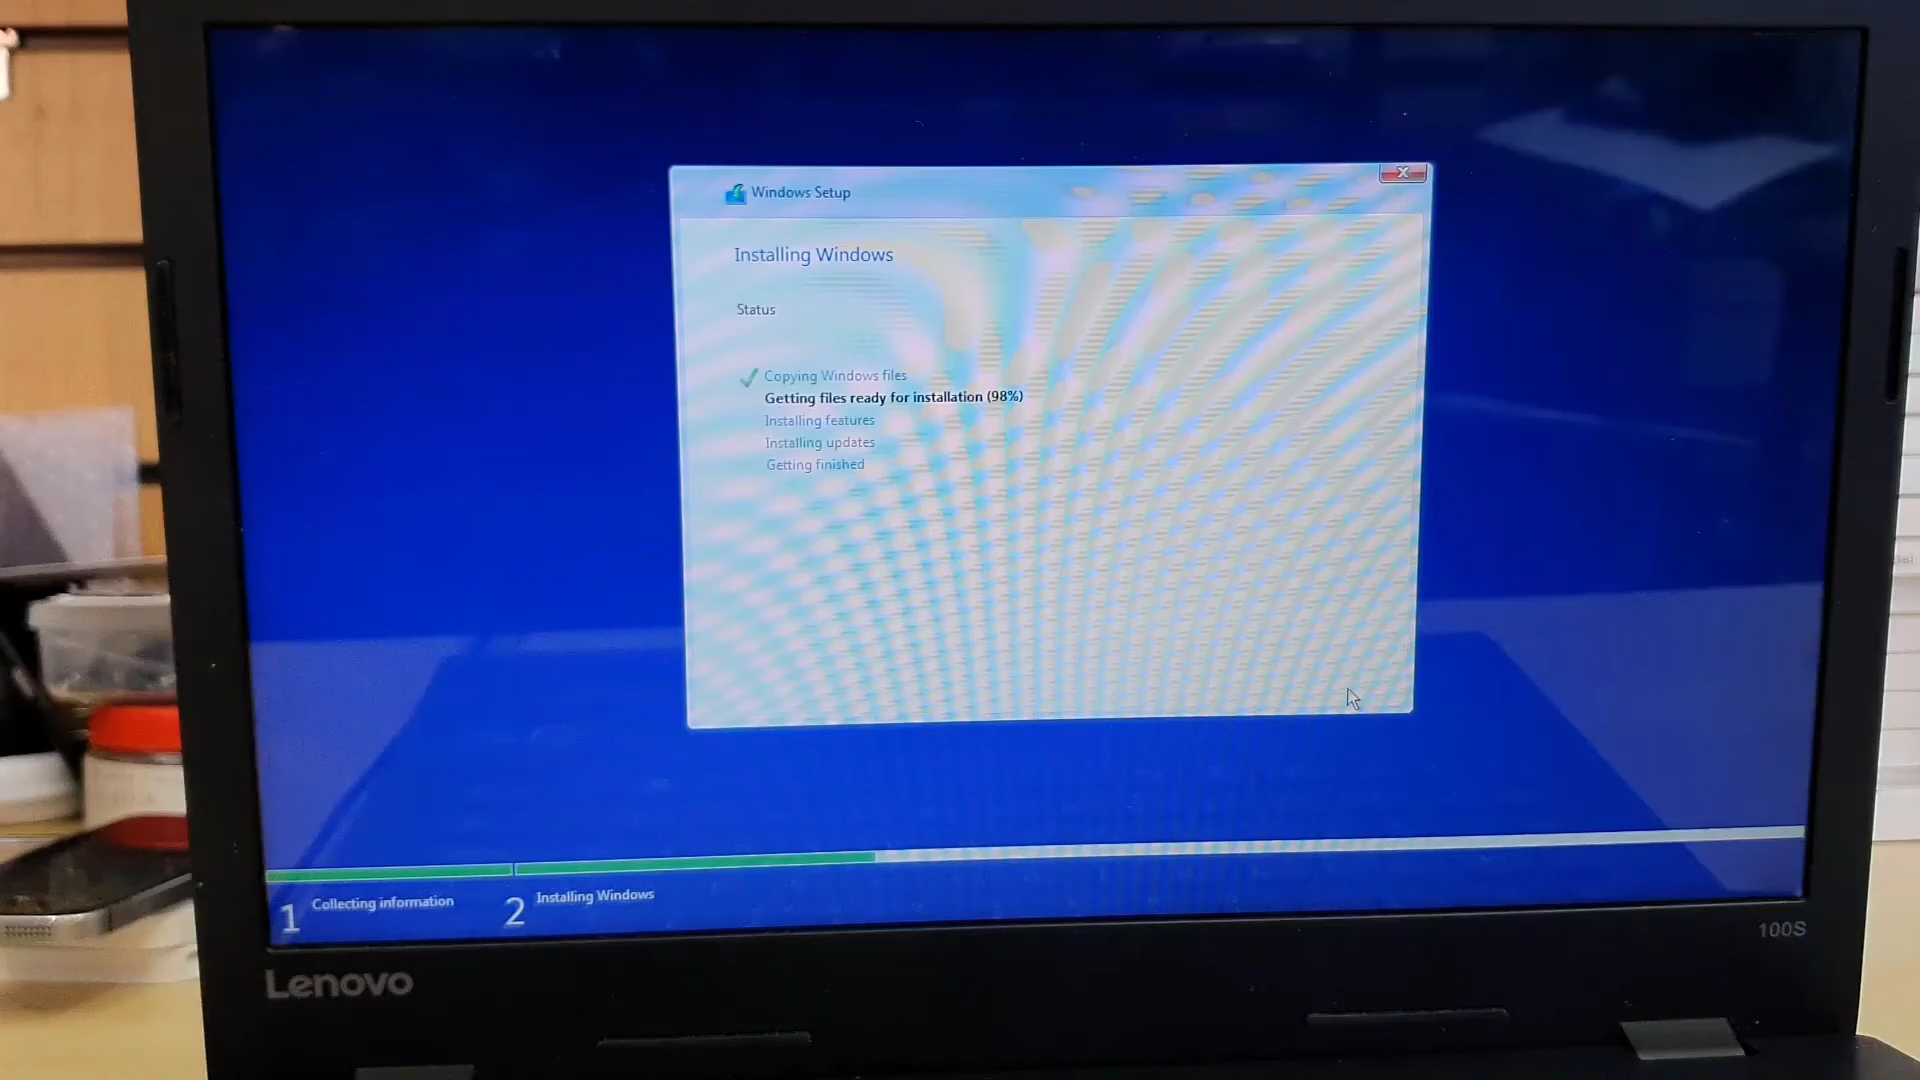 Windows Setup
Installing Windows
Status
Copying Windows files
Getting files ready for installation (98%)
Installing features
Installing updates
Getting finished
1 Collecting information
2 Installing Windows
100S
Lenovo